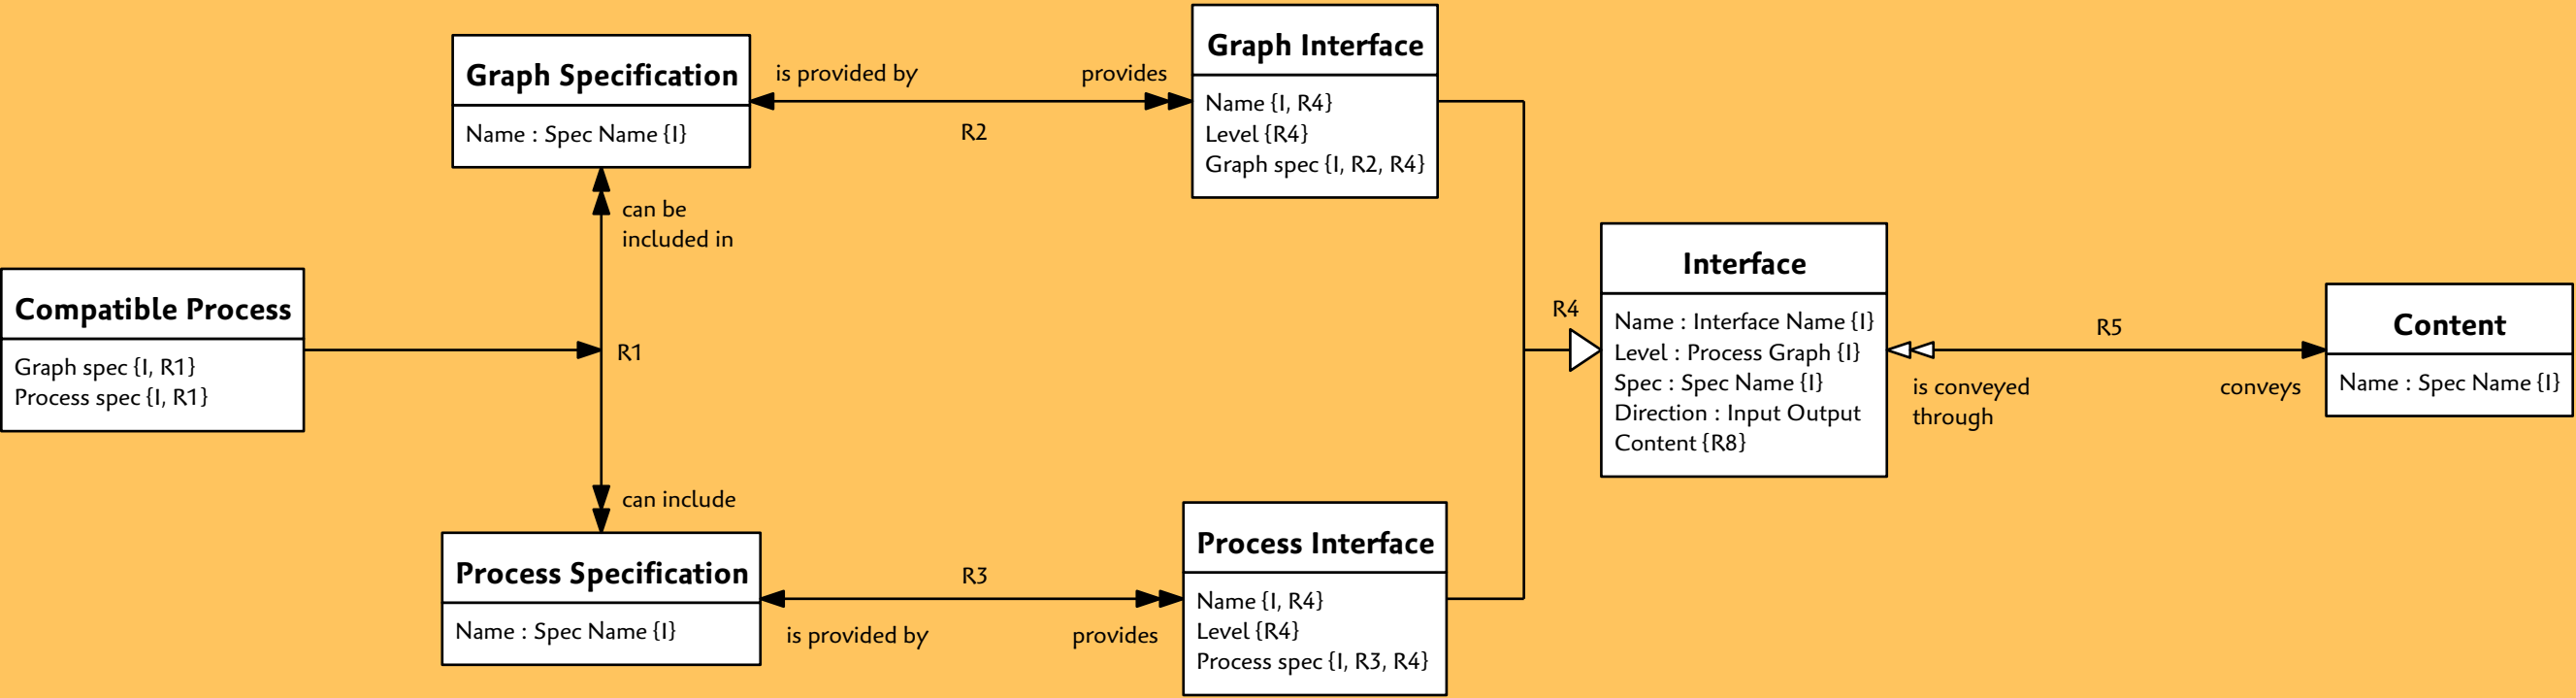 Graph Specification
Name : Spec Name {I}
is provided by
provides
R2
Graph Interface
Name {I, R4}
Level {R4}
Graph spec {I, R2, R4}
can be
included in
Compatible Process
Graph spec {I, R1}
Process spec {I, R1}
R1
can include
Process Specification
Name : Spec Name {I}
R3
is provided by
provides
Process Interface
Name {I, R4}
Level {R4}
Process spec {I, R3, R4}
R4
Interface
Name : Interface Name {I}
Level : Process Graph {I}
Spec : Spec Name {I}
Direction : Input Output
Content {R8}
R5
is conveyed
through
conveys
Content
Name : Spec Name {I}